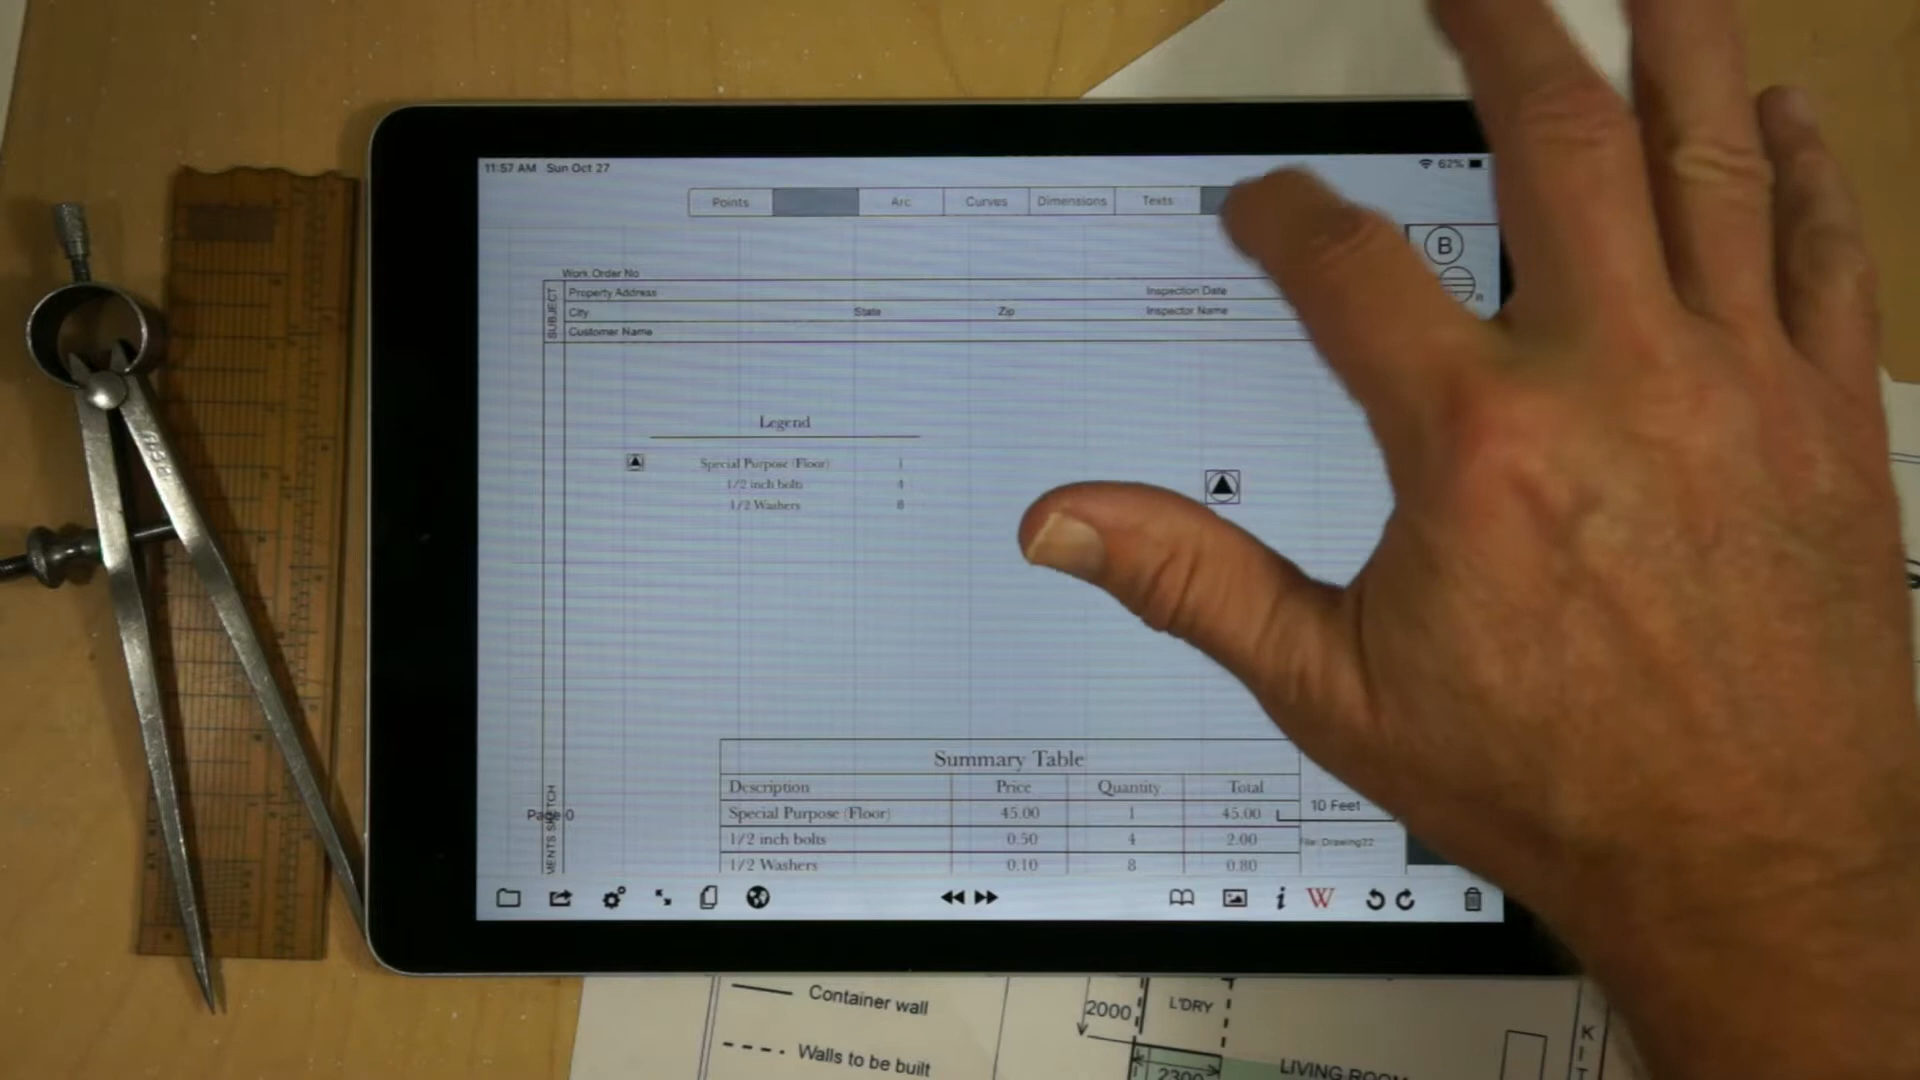 11:57 AM Sun Oct 27
62%
Points
Arc
Curves
Dimensions
Texts
B
R
Work Order No
SUBJECT
Property Address
Inspection Date
City
State
Zip
Inspector Name
Customer Name
Legend
Special Purpose (Floor) 1
1/2 inch bolts 4
1/2 Washers 8
Summary Table
Description Price Quantity Total
Special Purpose (Floor) 45.00 1 45.00
1/2 inch bolts 0.50 4 2.00
1/2 Washers 0.10 8 0.80
Page 0
SKETCH
10 Feet
File: Drawing22
i
W
Container wall
Walls to be built
2000
L'DRY
2300
LIVING ROOM